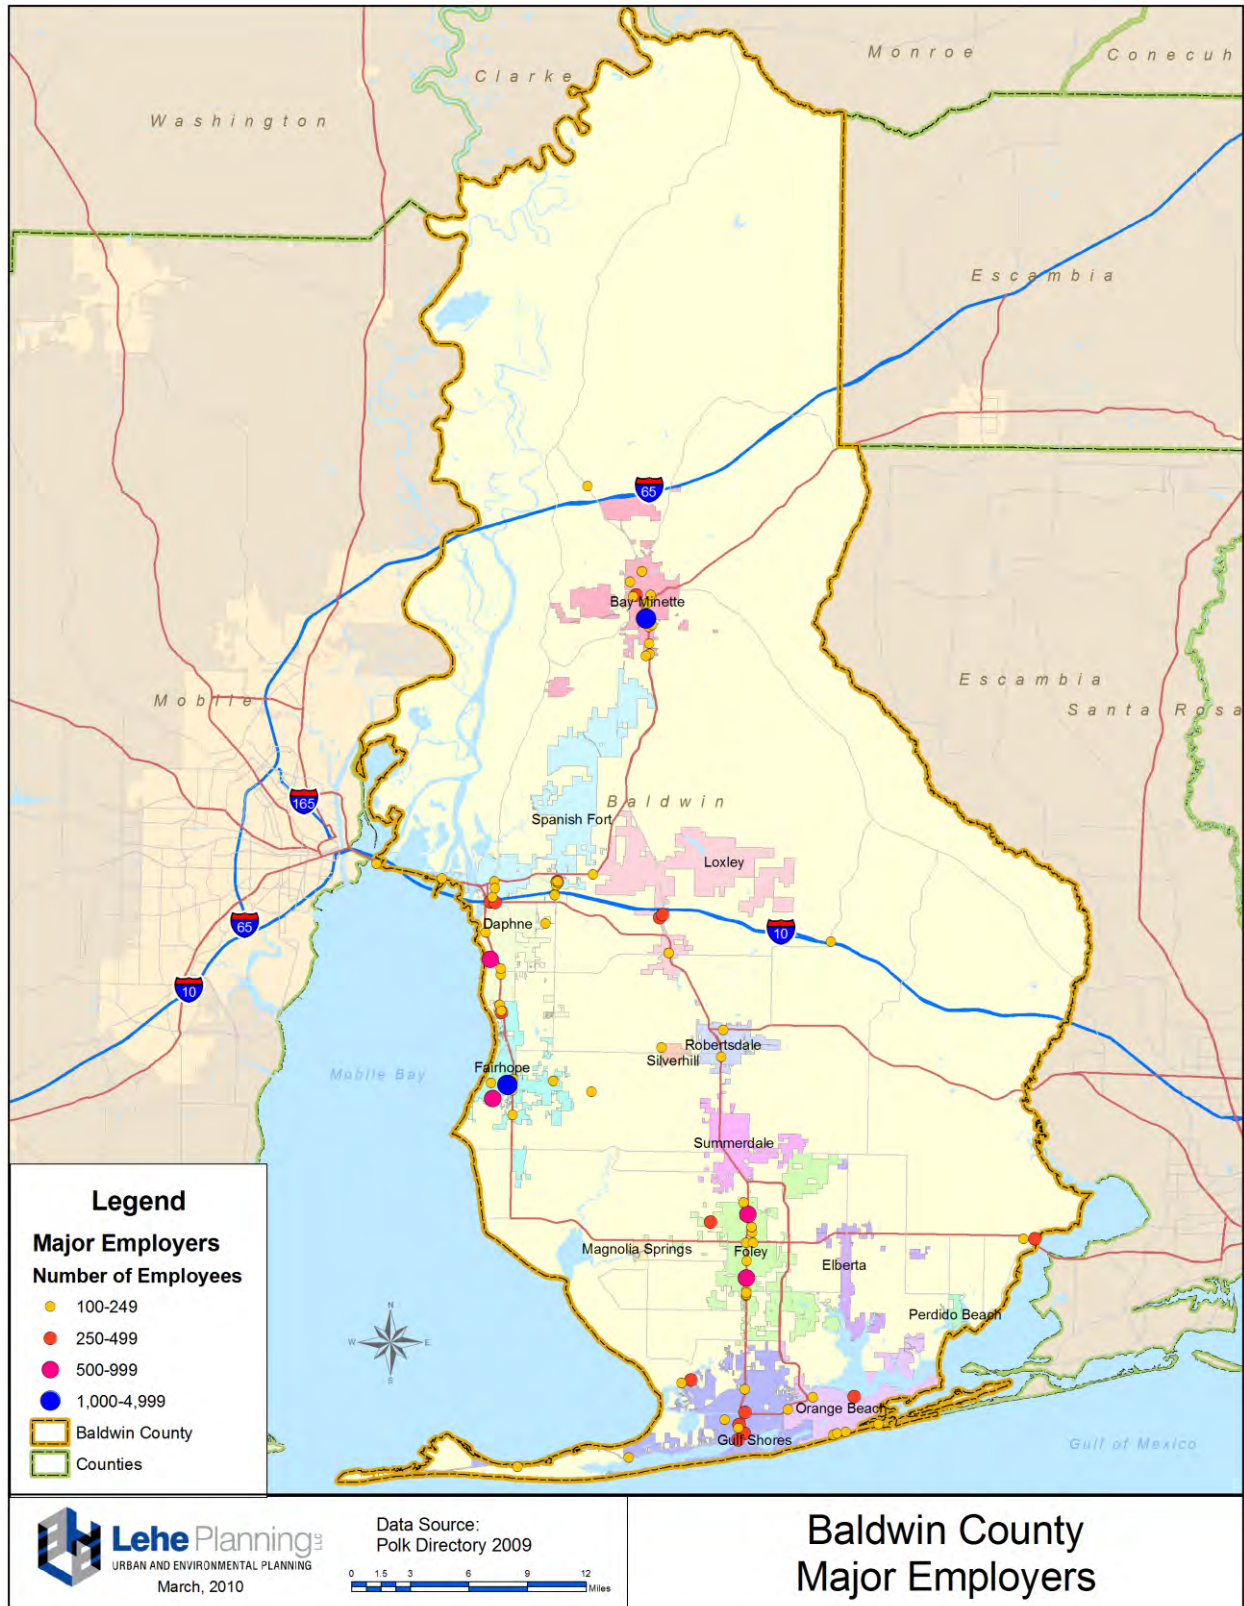 Monroe
Conecuh
Clarke
Washington
Escambia
65
Bay Minette
Escambia
Santa Rosa
Mobile
165
Baldwin
Spanish Fort
Loxley
65
Daphne
10
10
Robertsdale
Silverhill
Fairhope
Mobile Bay
Summerdale
Magnolia Springs
Foley
Elberta
Perdido Beach
Orange Beach
Gulf Shores
Gulf of Mexico
N
W
E
S
Legend
Major Employers
Number of Employees
100-249
250-499
500-999
1,000-4,999
Baldwin County
Counties
Lehe Planning LLC
URBAN AND ENVIRONMENTAL PLANNING
March, 2010
Data Source:
Polk Directory 2009
0 1.5 3 6 9 12
Miles
Baldwin County
Major Employers